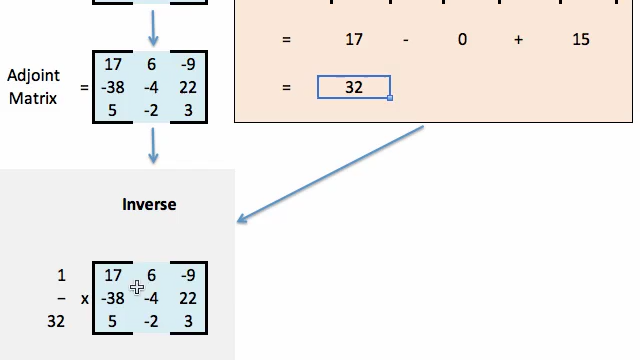 = 17 - 0 + 15
17 6 -9
Adjoint
Matrix
= -38 -4 22
5 -2 3
= 32
Inverse
1
–
32
x
17 6 -9
-38 -4 22
5 -2 3